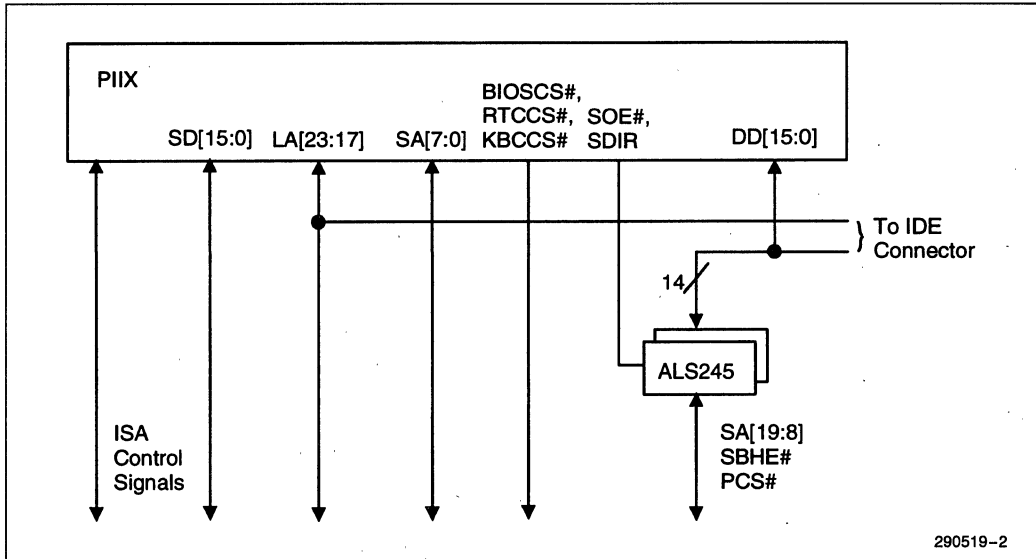 PIIX
BIOSCS#,
RTCCS#, SOE#,
SD[15:0] LA[23:17] SA[7:0] KBCCS# SDIR DD[15:0]
To IDE
Connector
14
ALS245
ISA
Control
Signals
SA[19:8]
SBHE#
PCS#
290519-2